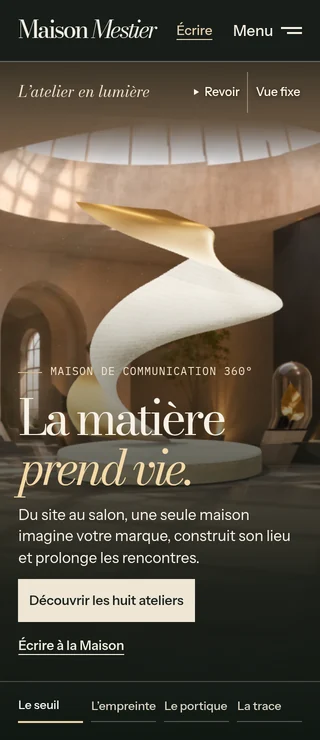 Maison Mestier Écrire Menu
L’atelier en lumière Revoir Vue fixe
MAISON DE COMMUNICATION 360°
La matière
prend vie.
Du site au salon, une seule maison
imagine votre marque, construit son lieu
et prolonge les rencontres.
Découvrir les huit ateliers
Écrire à la Maison
Le seuil L’empreinte Le portique La trace